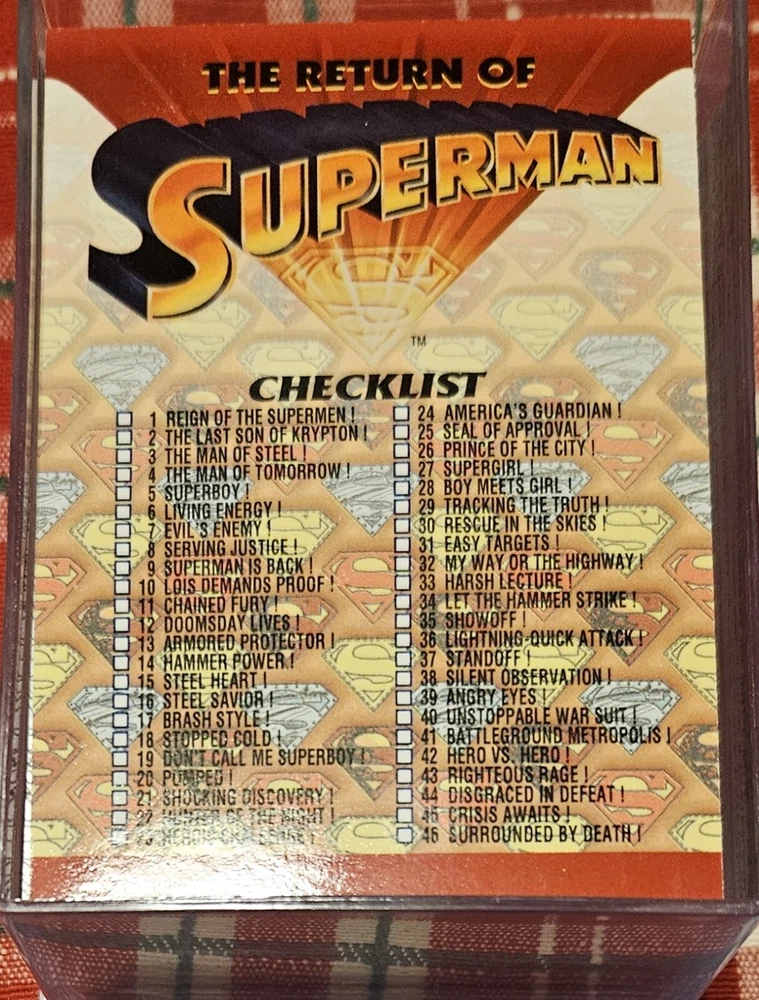 THE RETURN OF
SUPERMAN
TM
CHECKLIST
1 REIGN OF THE SUPERMEN !
2 THE LAST SON OF KRYPTON !
3 THE MAN OF STEEL !
4 THE MAN OF TOMORROW !
5 SUPERBOY !
6 LIVING ENERGY !
7 EVIL'S ENEMY !
8 SERVING JUSTICE !
9 SUPERMAN IS BACK !
10 LOIS DEMANDS PROOF !
11 CHAINED FURY !
12 DOOMSDAY LIVES !
13 ARMORED PROTECTOR !
14 HAMMER POWER !
15 STEEL HEART !
16 STEEL SAVIOR !
17 BRASH STYLE !
18 STOPPED COLD !
19 DON'T CALL ME SUPERBOY !
20 PUMPED !
21 SHOCKING DISCOVERY !
22 HUNTER OF THE NIGHT !
23 HEROIC CHALLENGE !
24 AMERICA'S GUARDIAN !
25 SEAL OF APPROVAL !
26 PRINCE OF THE CITY !
27 SUPERGIRL !
28 BOY MEETS GIRL !
29 TRACKING THE TRUTH !
30 RESCUE IN THE SKIES !
31 EASY TARGETS !
32 MY WAY OR THE HIGHWAY !
33 HARSH LECTURE !
34 LET THE HAMMER STRIKE !
35 SHOWOFF !
36 LIGHTNING-QUICK ATTACK !
37 STANDOFF !
38 SILENT OBSERVATION !
39 ANGRY EYES !
40 UNSTOPPABLE WAR SUIT !
41 BATTLEGROUND METROPOLIS !
42 HERO VS. HERO !
43 RIGHTEOUS RAGE !
44 DISGRACED IN DEFEAT !
45 CRISIS AWAITS !
46 SURROUNDED BY DEATH !